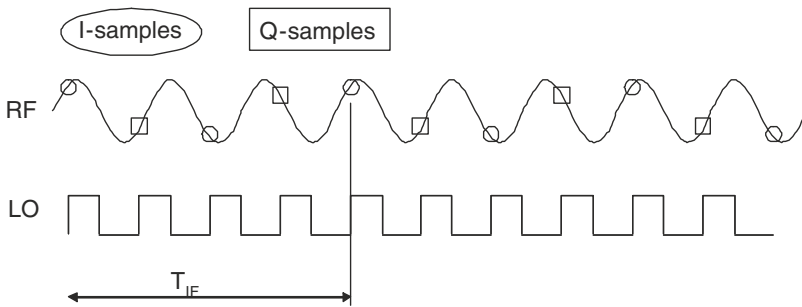 I-samples
Q-samples
RF
LO
T_IF